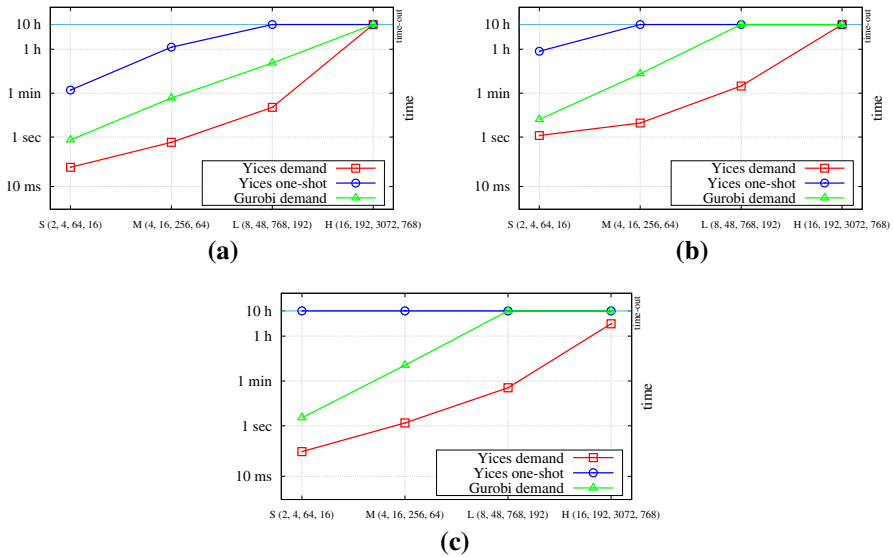 10 h
1 h
1 min
1 sec
10 ms
time-out
time
Yices demand
Yices one-shot
Gurobi demand
S (2, 4, 64, 16)
M (4, 16, 256, 64)
L (8, 48, 768, 192)
H (16, 192, 3072, 768)
(a)
10 h
1 h
1 min
1 sec
10 ms
time-out
time
Yices demand
Yices one-shot
Gurobi demand
S (2, 4, 64, 16)
M (4, 16, 256, 64)
L (8, 48, 768, 192)
H (16, 192, 3072, 768)
(b)
10 h
1 h
1 min
1 sec
10 ms
time-out
time
Yices demand
Yices one-shot
Gurobi demand
S (2, 4, 64, 16)
M (4, 16, 256, 64)
L (8, 48, 768, 192)
H (16, 192, 3072, 768)
(c)